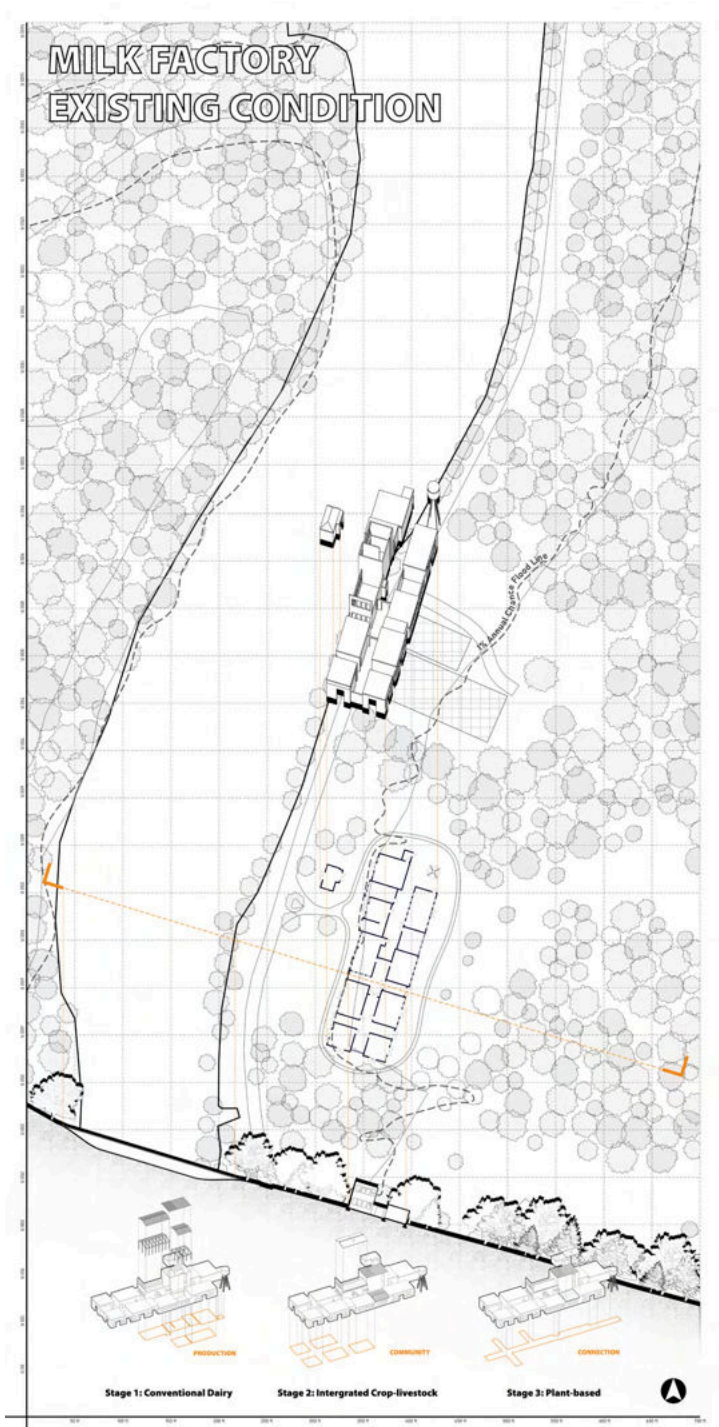 MILK FACTORY
EXISTING CONDITION
1% Annual Chance Flood Line
PRODUCTION
COMMUNITY
CONNECTION
Stage 1: Conventional Dairy
Stage 2: Intergrated Crop-livestock
Stage 3: Plant-based